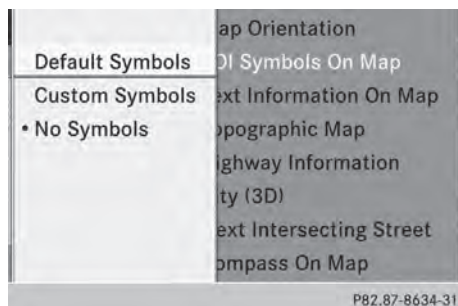 ap Orientation
Default Symbols
OI Symbols On Map
Custom Symbols
ext Information On Map
• No Symbols
opographic Map
ighway Information
ty (3D)
ext Intersecting Street
ompass On Map
P82.87-8634-31